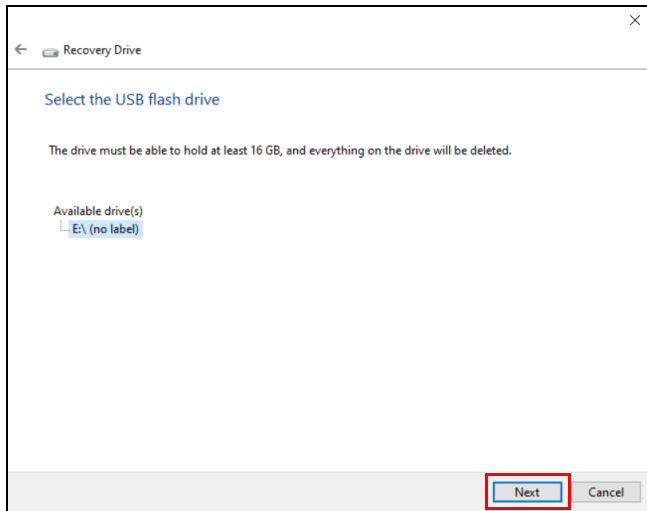 Recovery Drive
Select the USB flash drive
The drive must be able to hold at least 16 GB, and everything on the drive will be deleted.
Available drive(s)
E:\ (no label)
Next Cancel